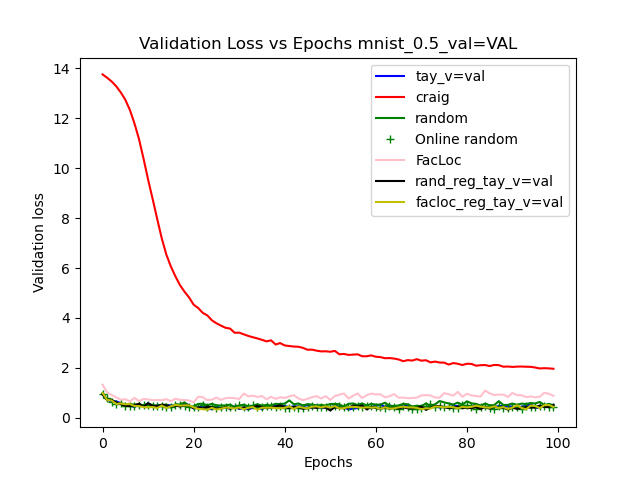 Validation Loss vs Epochs mnist_0.5_val=VAL
tay_v=val
craig
random
Online random
FacLoc
rand_reg_tay_v=val
facloc_reg_tay_v=val
Validation loss
14
12
10
8
6
4
2
0
0 20 40 60 80 100
Epochs